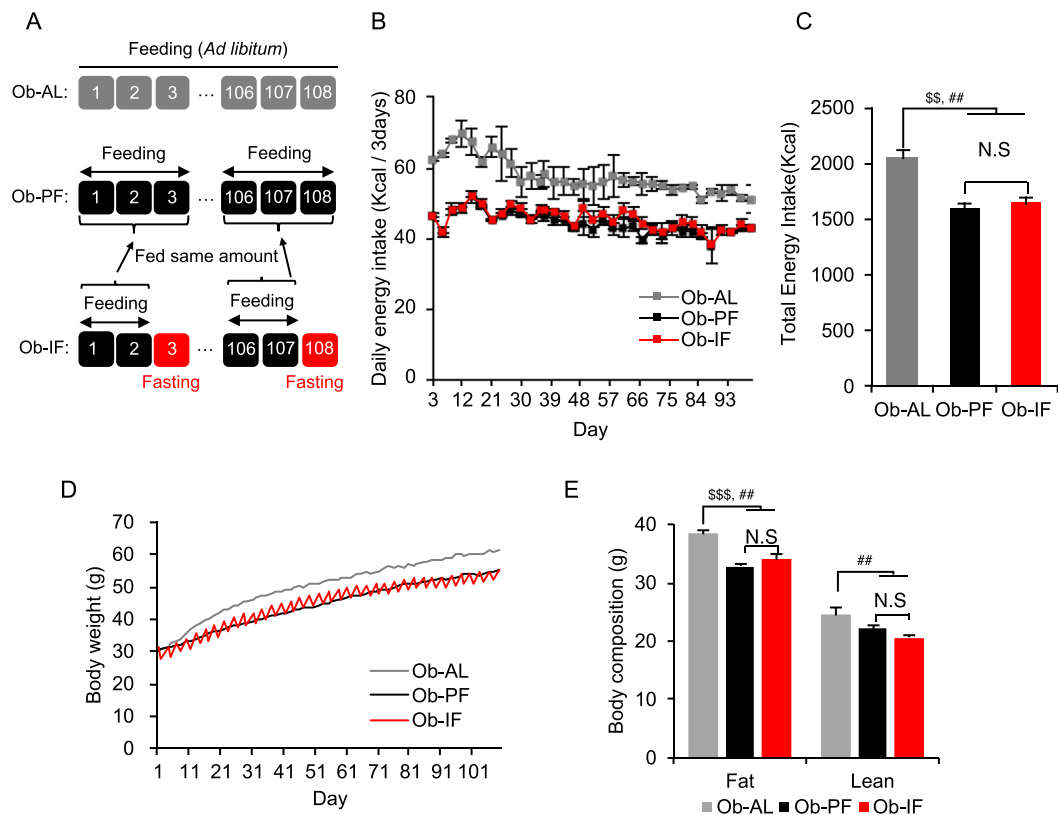 A
Feeding (Ad libitum)
Ob-AL: 1 2 3 ... 106 107 108
Feeding Feeding
Ob-PF: 1 2 3 ... 106 107 108
Fed same amount
Feeding Feeding
Ob-IF: 1 2 3 ... 106 107 108
Fasting Fasting
B
Daily energy intake (Kcal / 3days)
80
60
40
20
0
Ob-AL
Ob-PF
Ob-IF
3 12 21 30 39 48 57 66 75 84 93
Day
C
Total Energy Intake(Kcal)
2500
2000
1500
1000
500
0
$$, ##
N.S
Ob-AL Ob-PF Ob-IF
D
Body weight (g)
70
60
50
40
30
20
10
0
Ob-AL
Ob-PF
Ob-IF
1 11 21 31 41 51 61 71 81 91 101
Day
E
Body composition (g)
40
30
20
10
0
$$$, ##
N.S
##
N.S
Fat Lean
Ob-AL Ob-PF Ob-IF